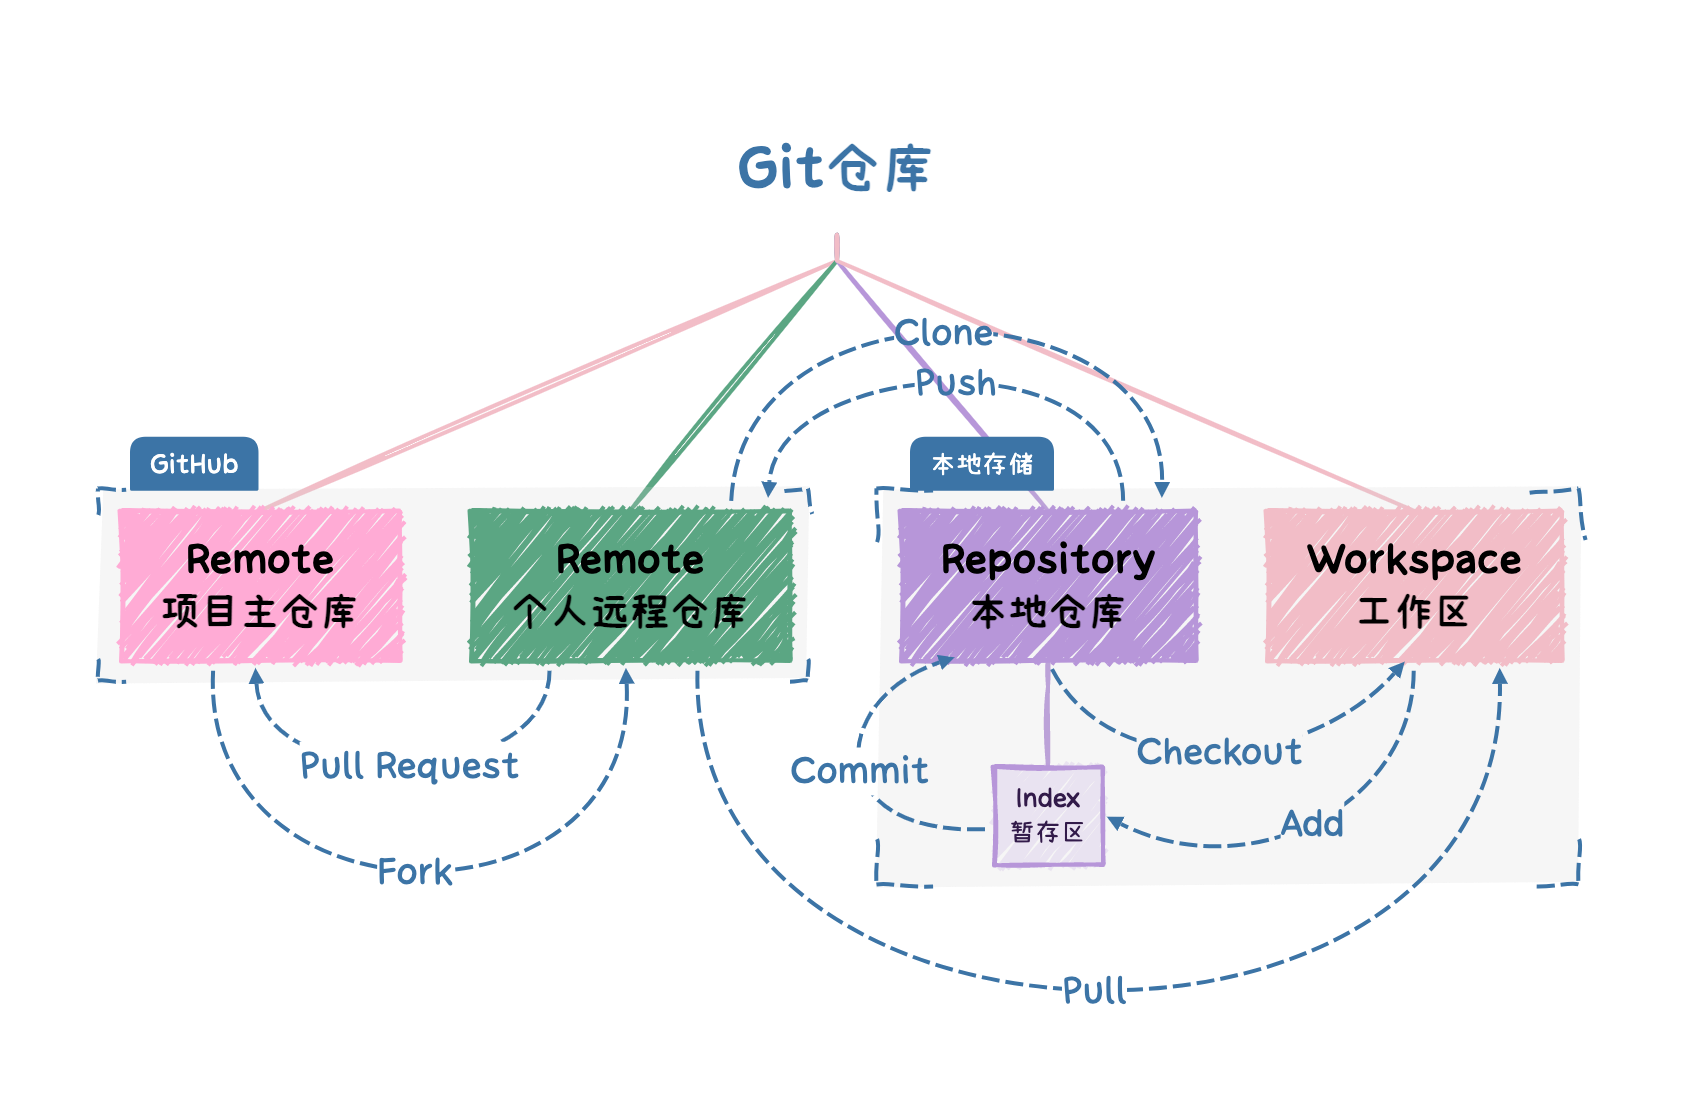 Git仓库
Clone
Push
GitHub
本地存储
Remote
项目主仓库
Remote
个人远程仓库
Repository
本地仓库
Workspace
工作区
Pull Request
Commit
Checkout
Index
暂存区
Add
Fork
Pull